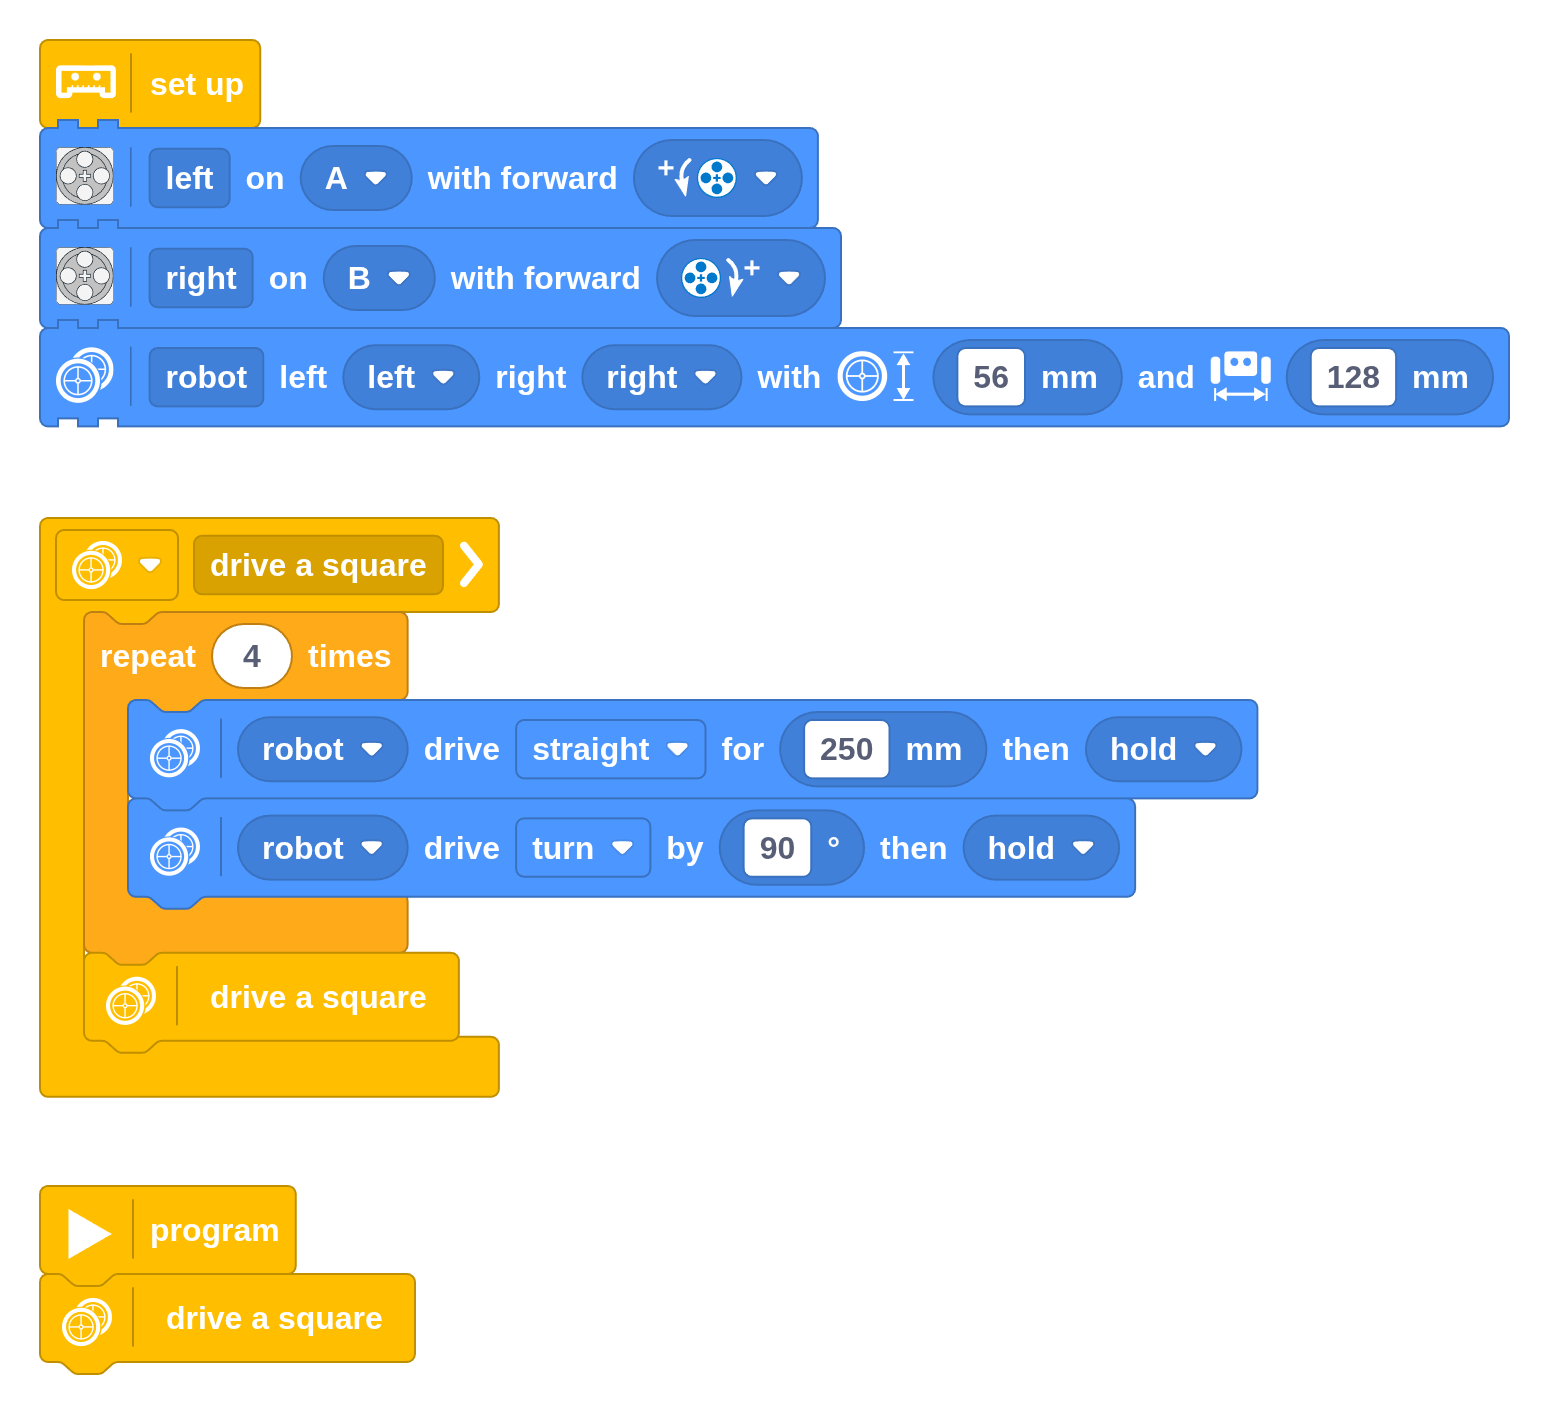 set up
left on A with forward +
right on B with forward +
robot left left right right with 56 mm and 128 mm
drive a square
repeat 4 times
robot drive straight for 250 mm then hold
robot drive turn by 90 ° then hold
drive a square
program
drive a square